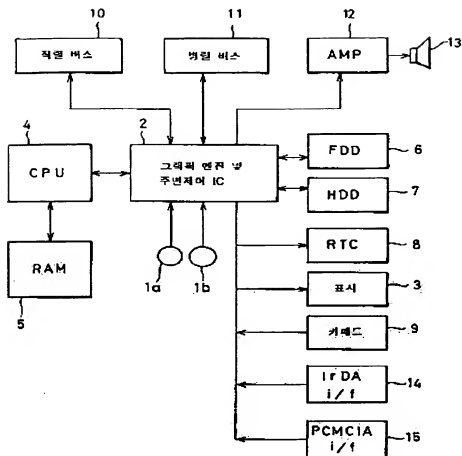 10
11
12
직렬 버스
병렬 버스
AMP
13
4
2
CPU
그래픽 엔진 및
주변제어 IC
FDD
6
HDD
7
RAM
5
1a
1b
RTC
8
표시
3
키패드
9
IrDA
i/f
14
PCMCIA
i/f
15